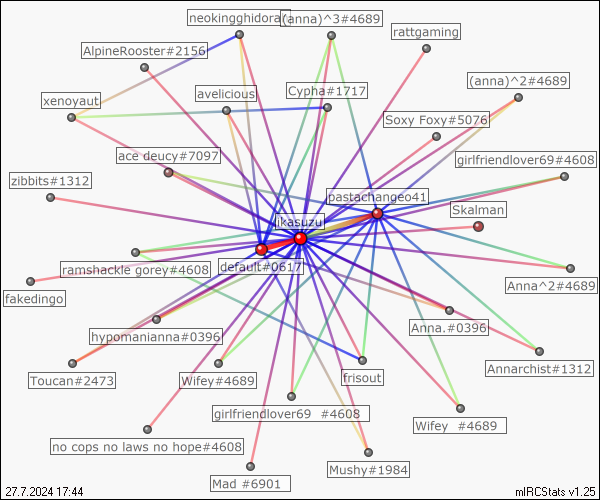 neokingghidora
(anna)^3#4689
rattgaming
AlpineRooster#2156
(anna)^2#4689
xenoyaut
avelicious
Cypha#1717
Soxy Foxy#5076
ace deucy#7097
girlfriendlover69#4608
zibbits#1312
pastachangeo41
Skalman
ikasuzu
default#0617
ramshackle gorey#4608
Anna^2#4689
fakedingo
hypomanianna#0396
Anna.#0396
Annarchist#1312
Toucan#2473
Wifey#4689
frisout
girlfriendlover69 #4608
Wifey #4689
no cops no laws no hope#4608
Mad #6901
Mushy#1984
27.7.2024 17:44
mIRCStats v1.25